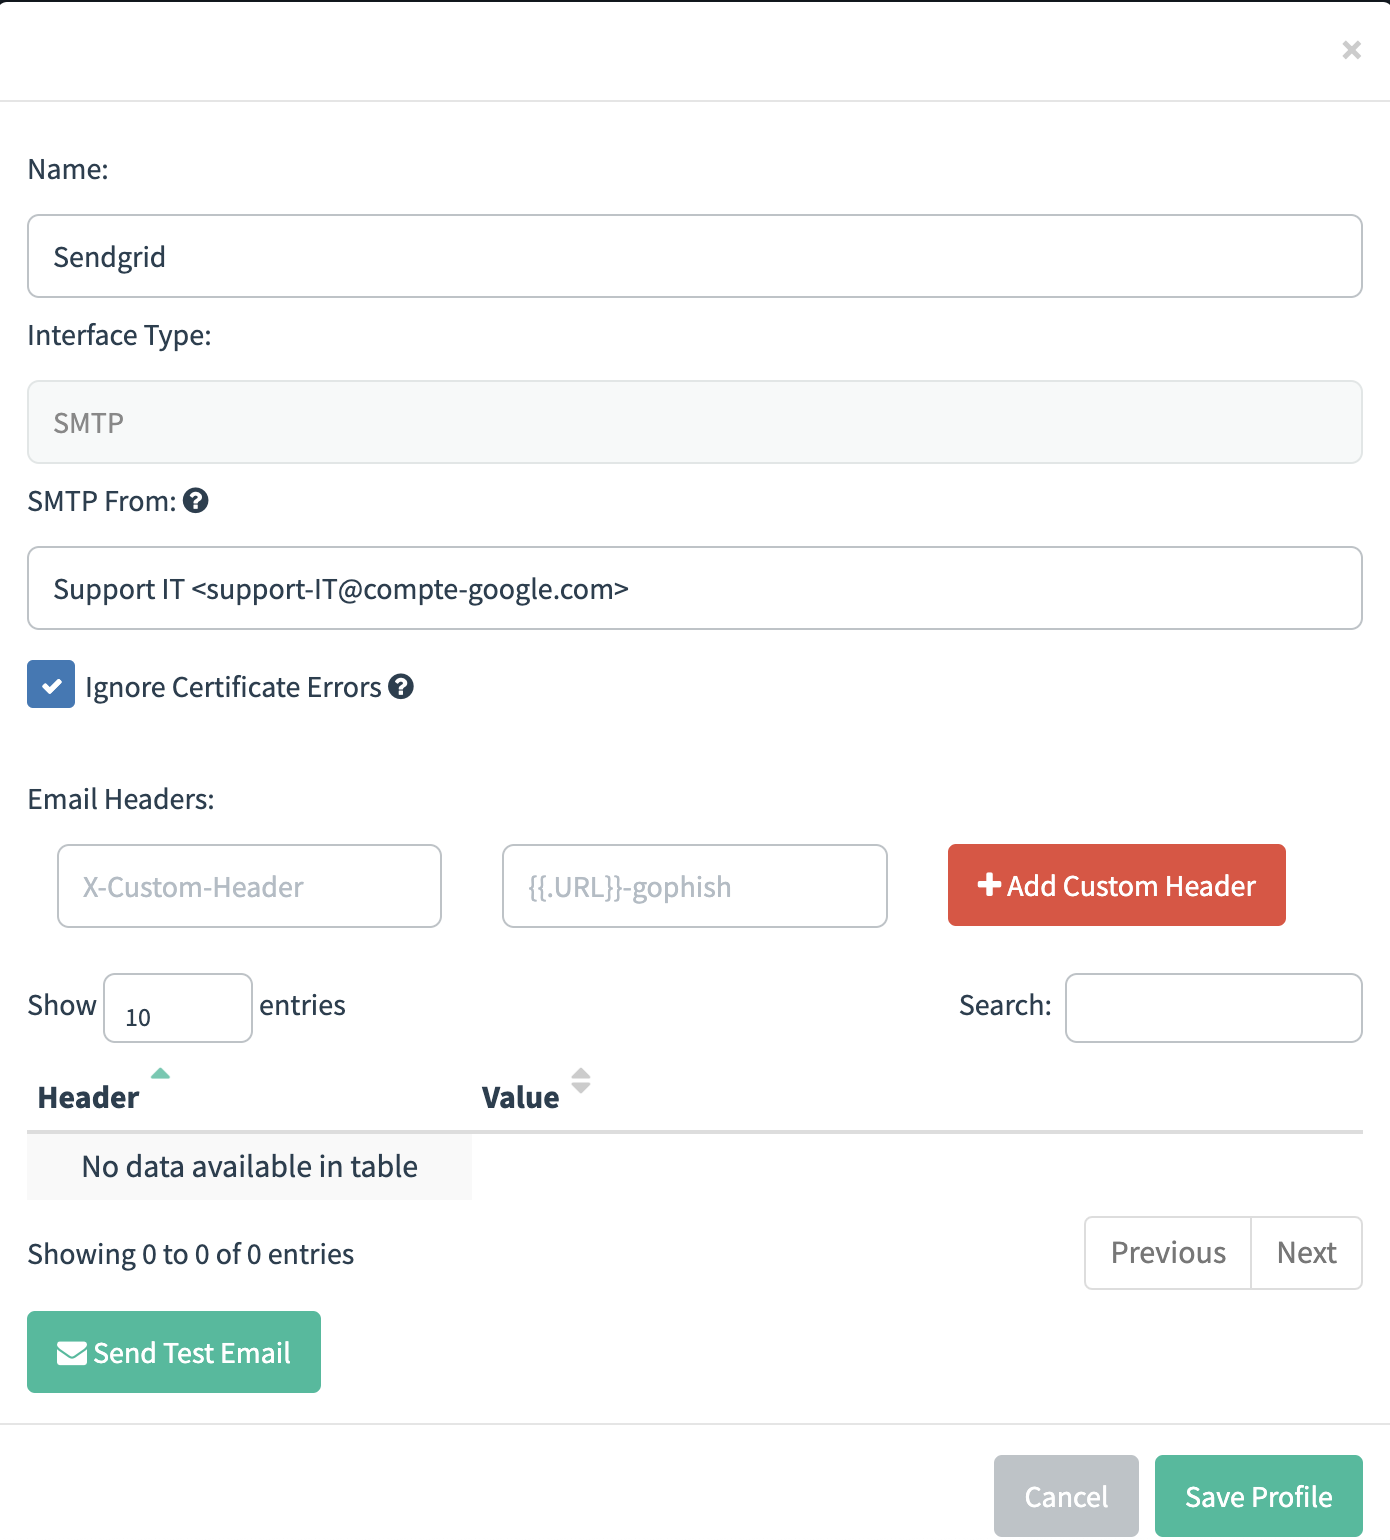 ×
Name:
Sendgrid
Interface Type:
SMTP
SMTP From: ?
Support IT <support-IT@compte-google.com>
Ignore Certificate Errors ?
Email Headers:
X-Custom-Header
{{.URL}}-gophish
+ Add Custom Header
Show 10 entries
Search:
Header Value
No data available in table
Showing 0 to 0 of 0 entries
Previous Next
Send Test Email
Cancel Save Profile